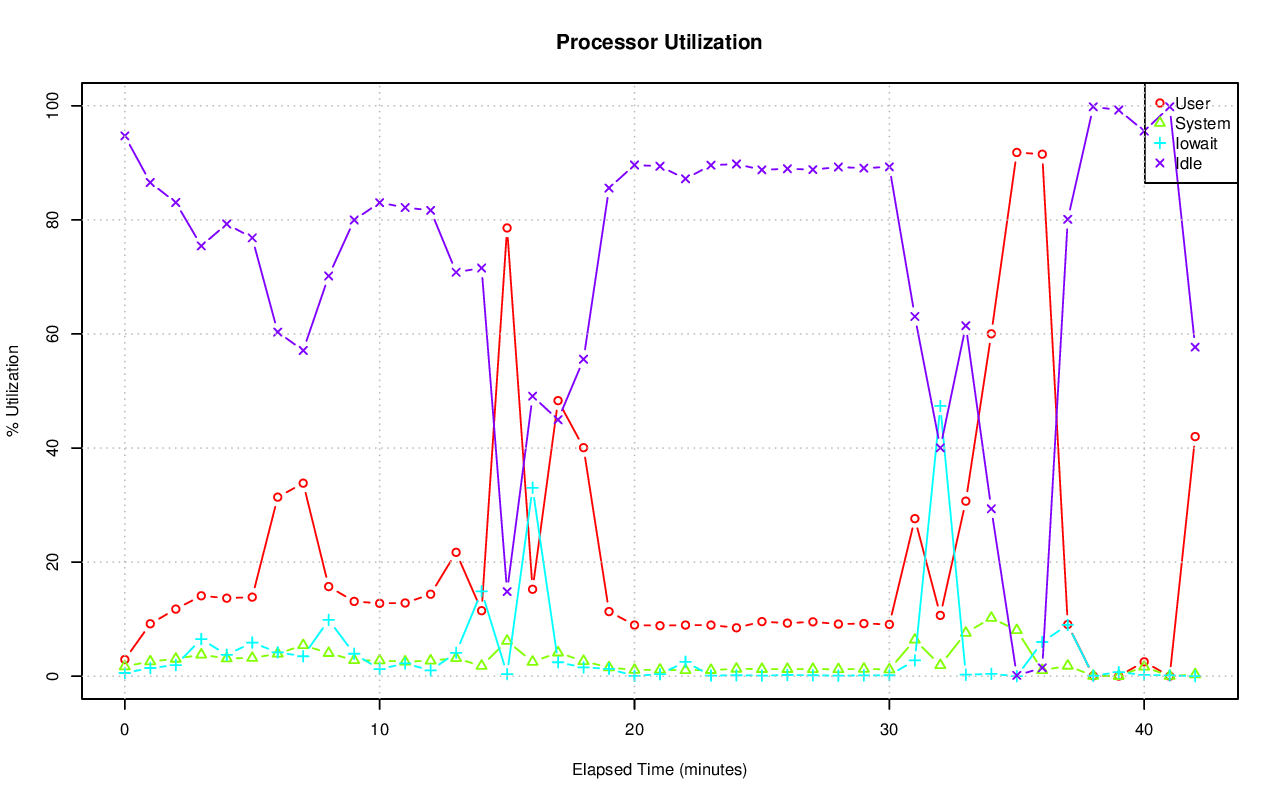 Processor Utilization
% Utilization
100
80
60
40
20
0
User
System
Iowait
Idle
0 10 20 30 40
Elapsed Time (minutes)